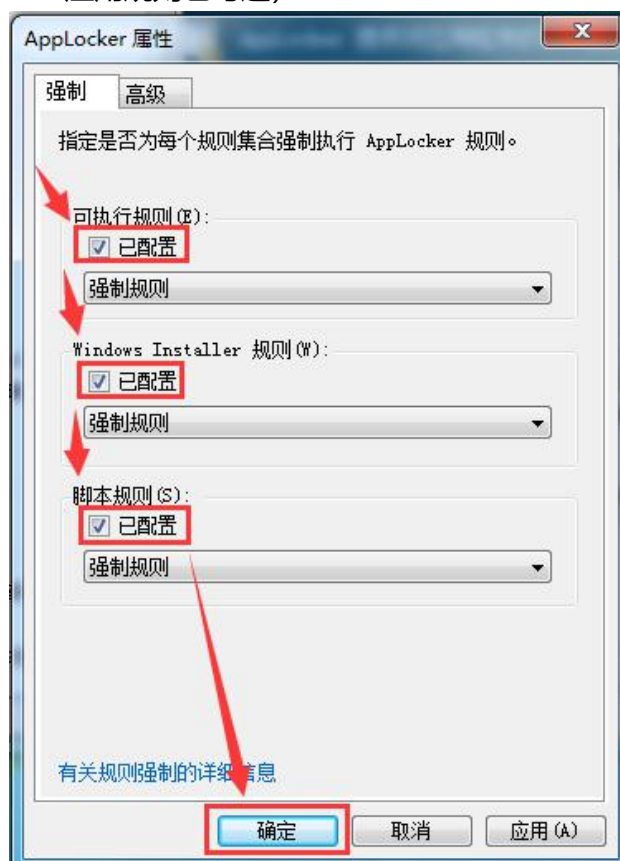 AppLocker 属性
强制 高级
指定是否为每个规则集合强制执行 AppLocker 规则。
可执行规则(E):
已配置
强制规则
Windows Installer 规则(W):
已配置
强制规则
脚本规则(S):
已配置
强制规则
有关规则强制的详细信息
确定 取消 应用(A)